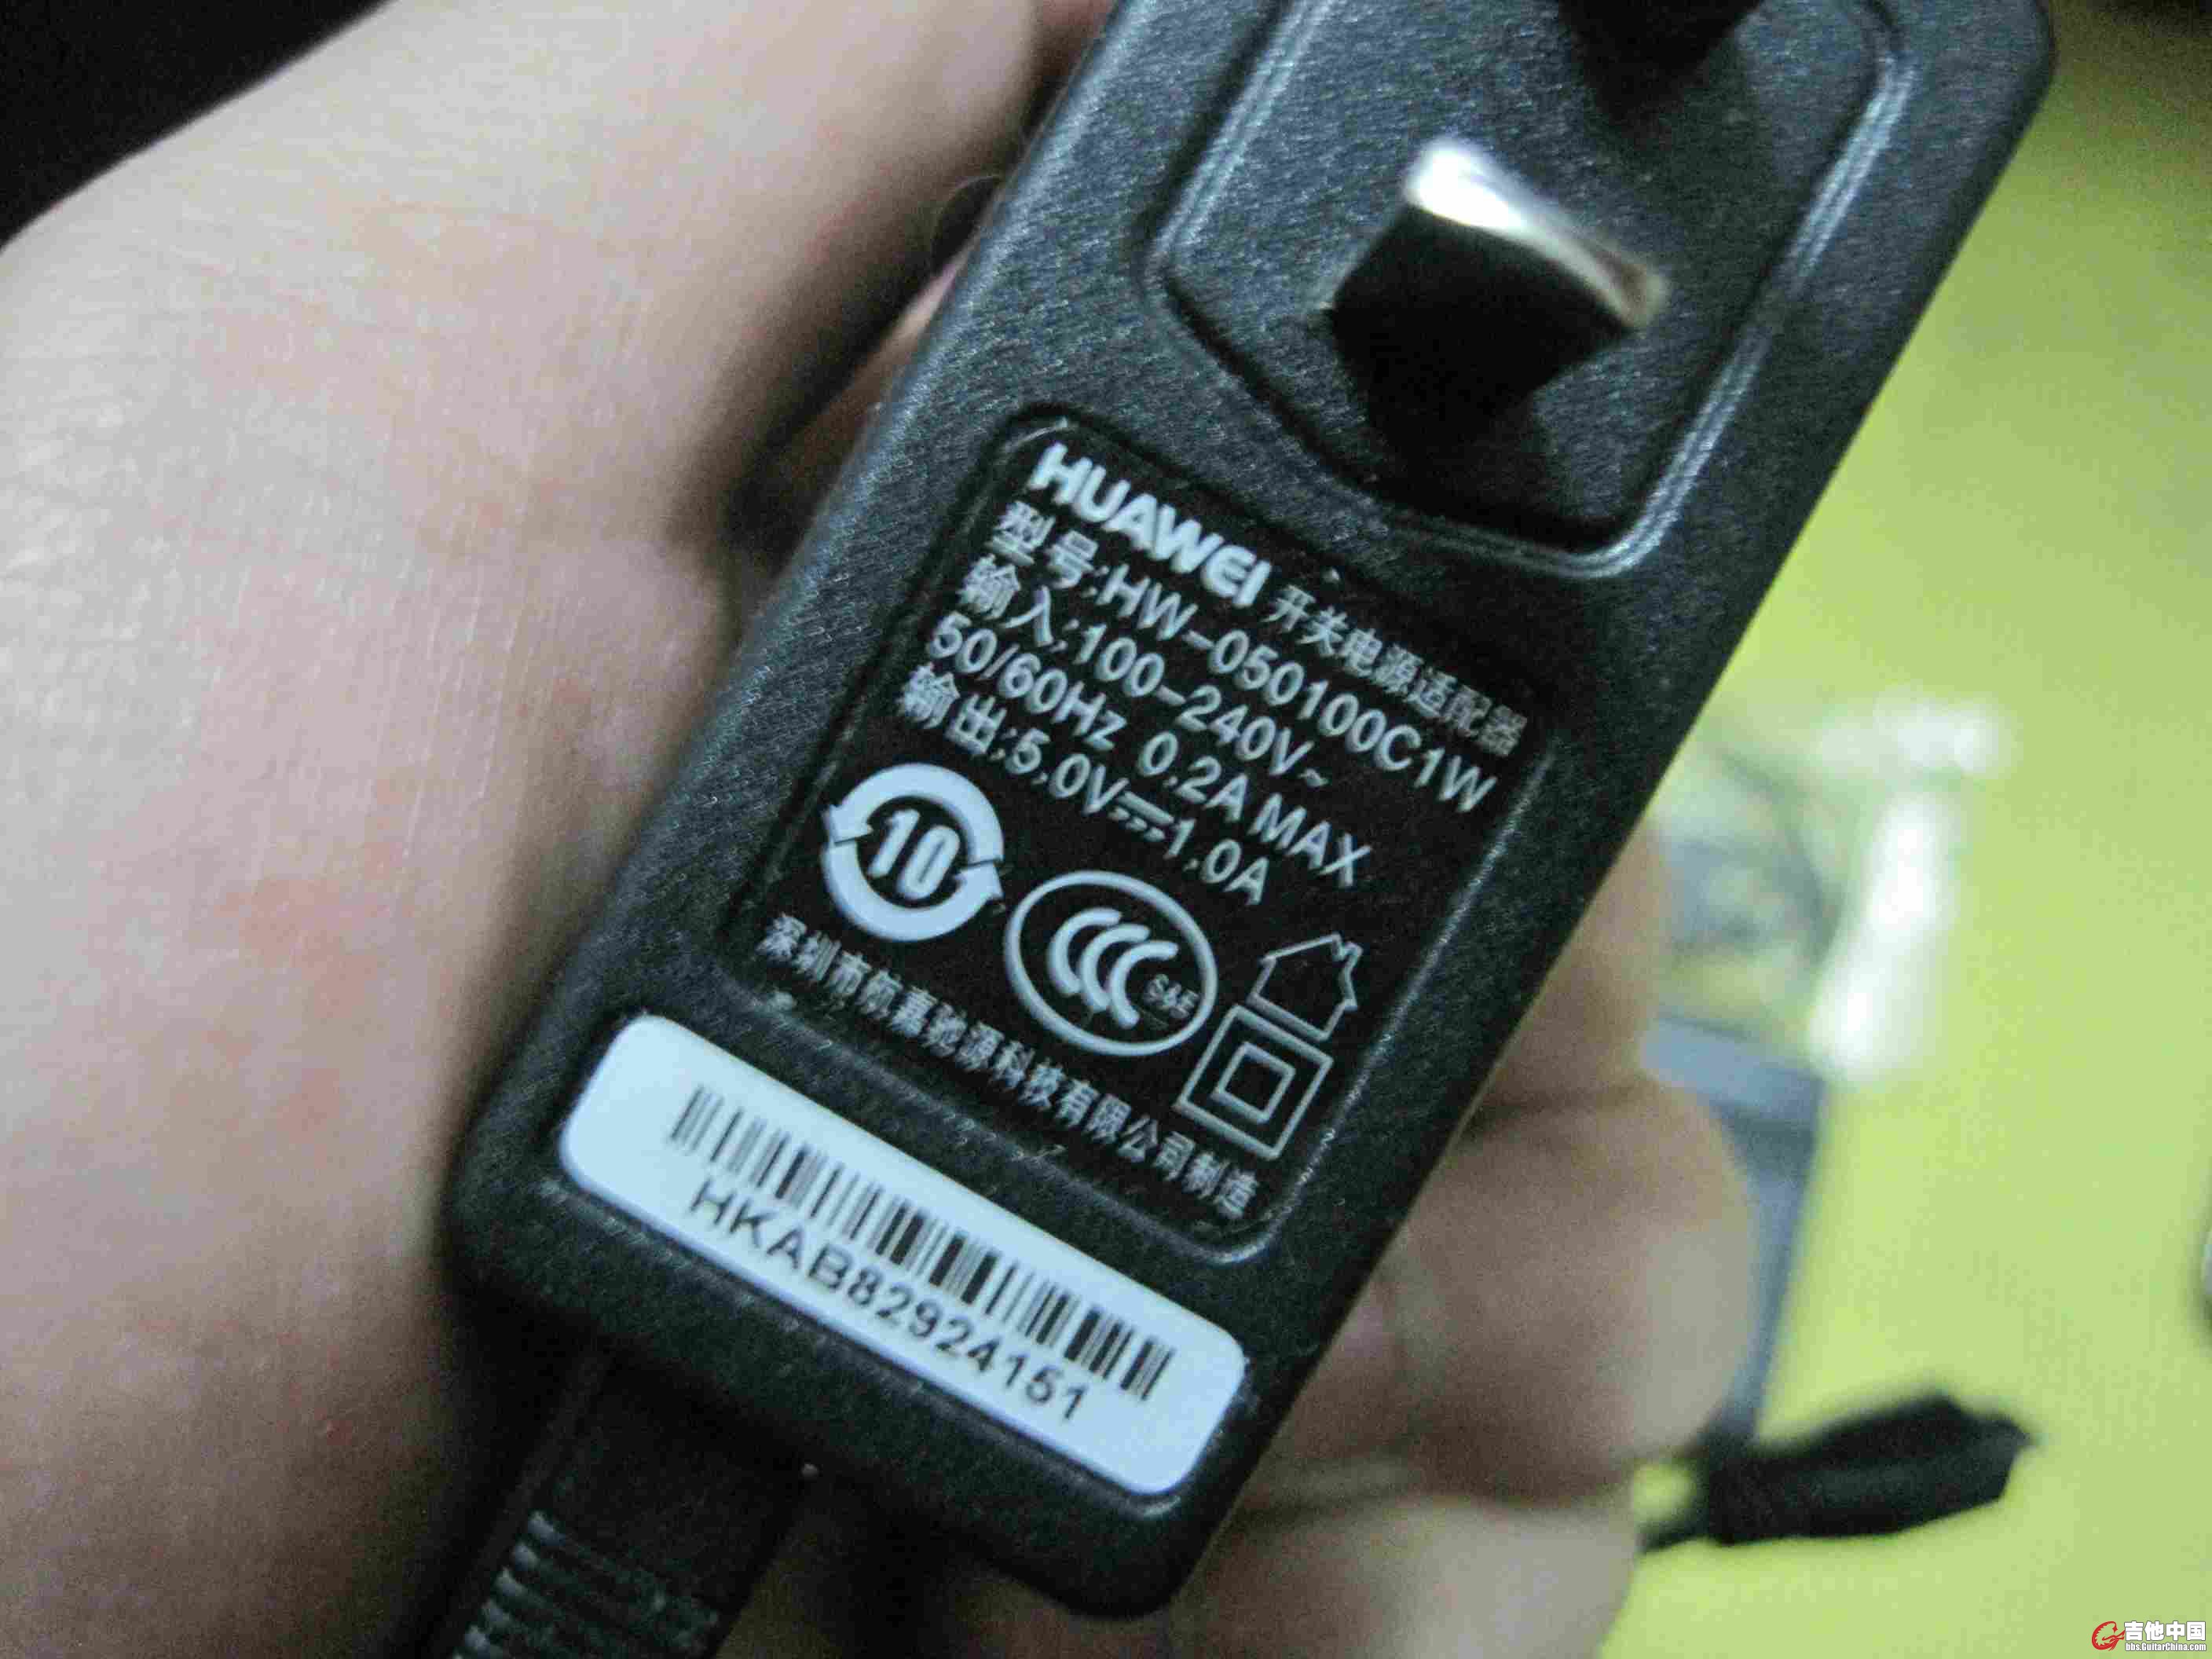 HUAWEI 开关电源适配器
型号:HW-050100C1W
输入:100-240V~
50/60Hz 0.2A MAX
输出:5.0V⎓1.0A
10
CCC S&E
深圳市航嘉驰源科技有限公司制造
HKAB82924151
吉他中国
bbs.GuitarChina.com